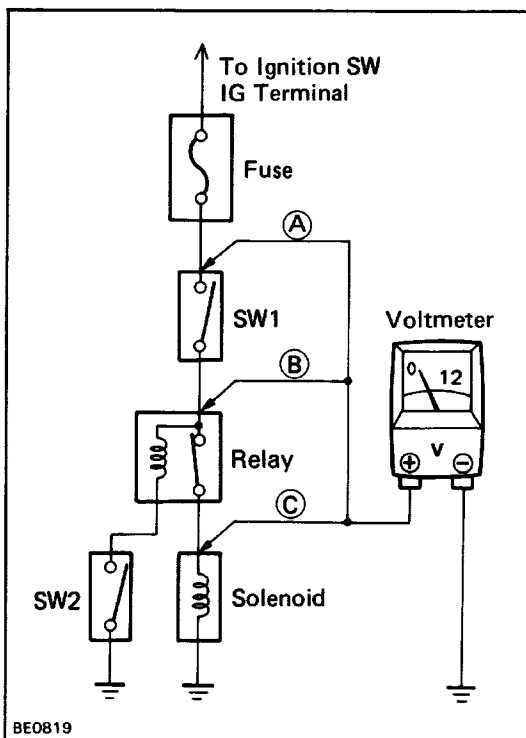 To Ignition SW
IG Terminal
Fuse
A
SW1
Voltmeter
B
0 12
V
Relay
+ −
C
SW2
Solenoid
BE0819